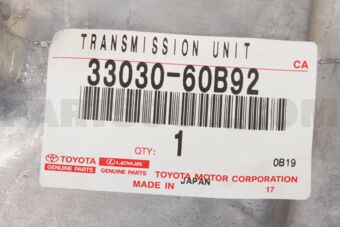 TRANSMISSION UNIT
CA
33030-60B92
QTY: 1
0B19
TOYOTA LEXUS
GENUINE PARTS GENUINE PARTS TOYOTA MOTOR CORPORATION
MADE IN JAPAN 17